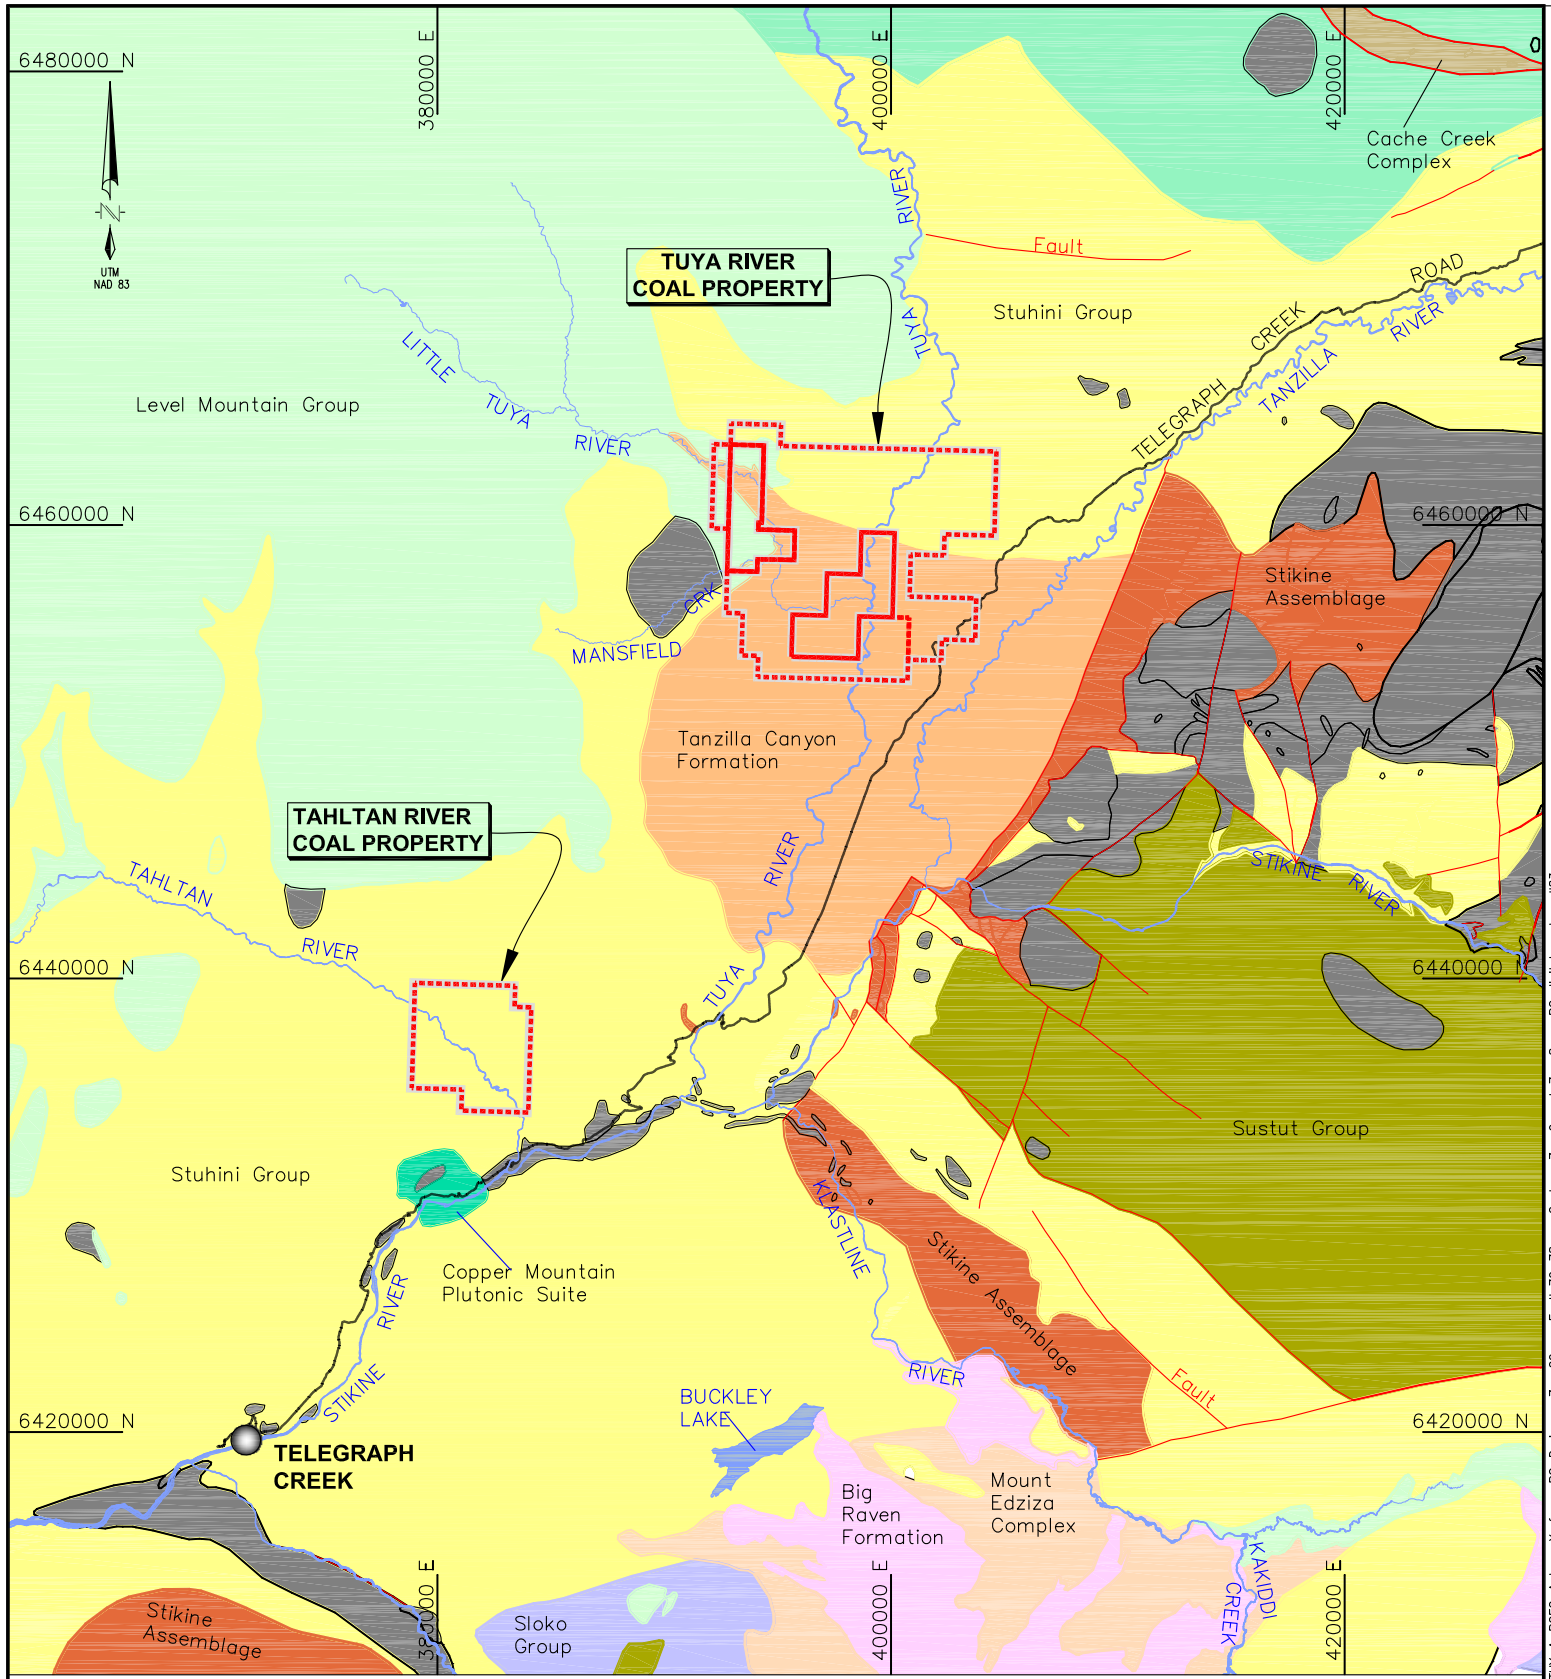 6480000 N
380000 E
400000 E
420000 E
Cache Creek
Complex
UTM
NAD 83
RIVER
TUYA
Fault
TUYA RIVER
COAL PROPERTY
Stuhini Group
TELEGRAPH
CREEK
ROAD
TANZILLA
RIVER
LITTLE
TUYA
RIVER
Level Mountain Group
6460000 N
6460000 N
Stikine
Assemblage
MANSFIELD
CRK
Tanzilla Canyon
Formation
TAHLTAN RIVER
COAL PROPERTY
TAHLTAN
RIVER
RIVER
TUYA
STIKINE
RIVER
6440000 N
6440000 N
Sustut Group
Stuhini Group
KLASTLINE
RIVER
Stikine Assemblage
Copper Mountain
Plutonic Suite
RIVER
STIKINE
Fault
BUCKLEY
LAKE
6420000 N
6420000 N
TELEGRAPH
CREEK
Big
Raven
Formation
Mount
Edziza
Complex
KAKIDDI
CREEK
Stikine
Assemblage
Sloko
Group
380000 E
400000 E
420000 E